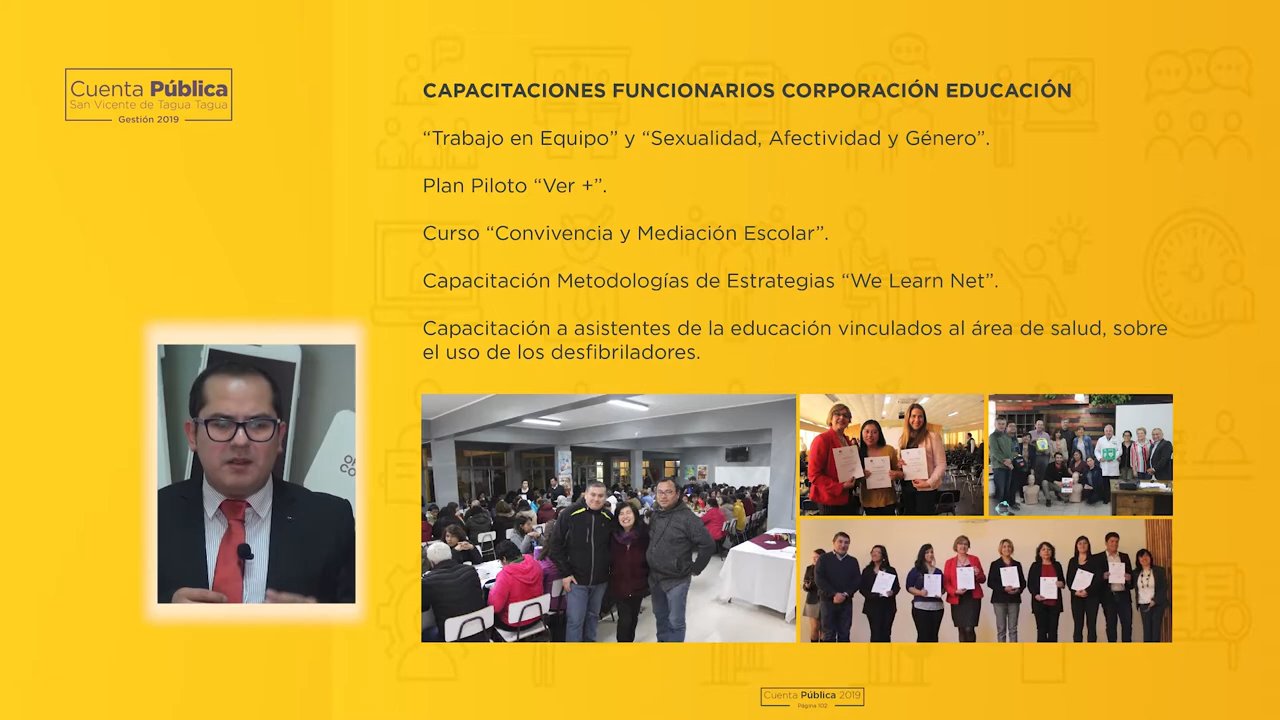 Cuenta Pública
San Vicente de Tagua Tagua
Gestión 2019
CAPACITACIONES FUNCIONARIOS CORPORACIÓN EDUCACIÓN
“Trabajo en Equipo” y “Sexualidad, Afectividad y Género”.
Plan Piloto “Ver +”.
Curso “Convivencia y Mediación Escolar”.
Capacitación Metodologías de Estrategias “We Learn Net”.
Capacitación a asistentes de la educación vinculados al área de salud, sobre
el uso de los desfibriladores.
Cuenta Pública 2019
Página 102